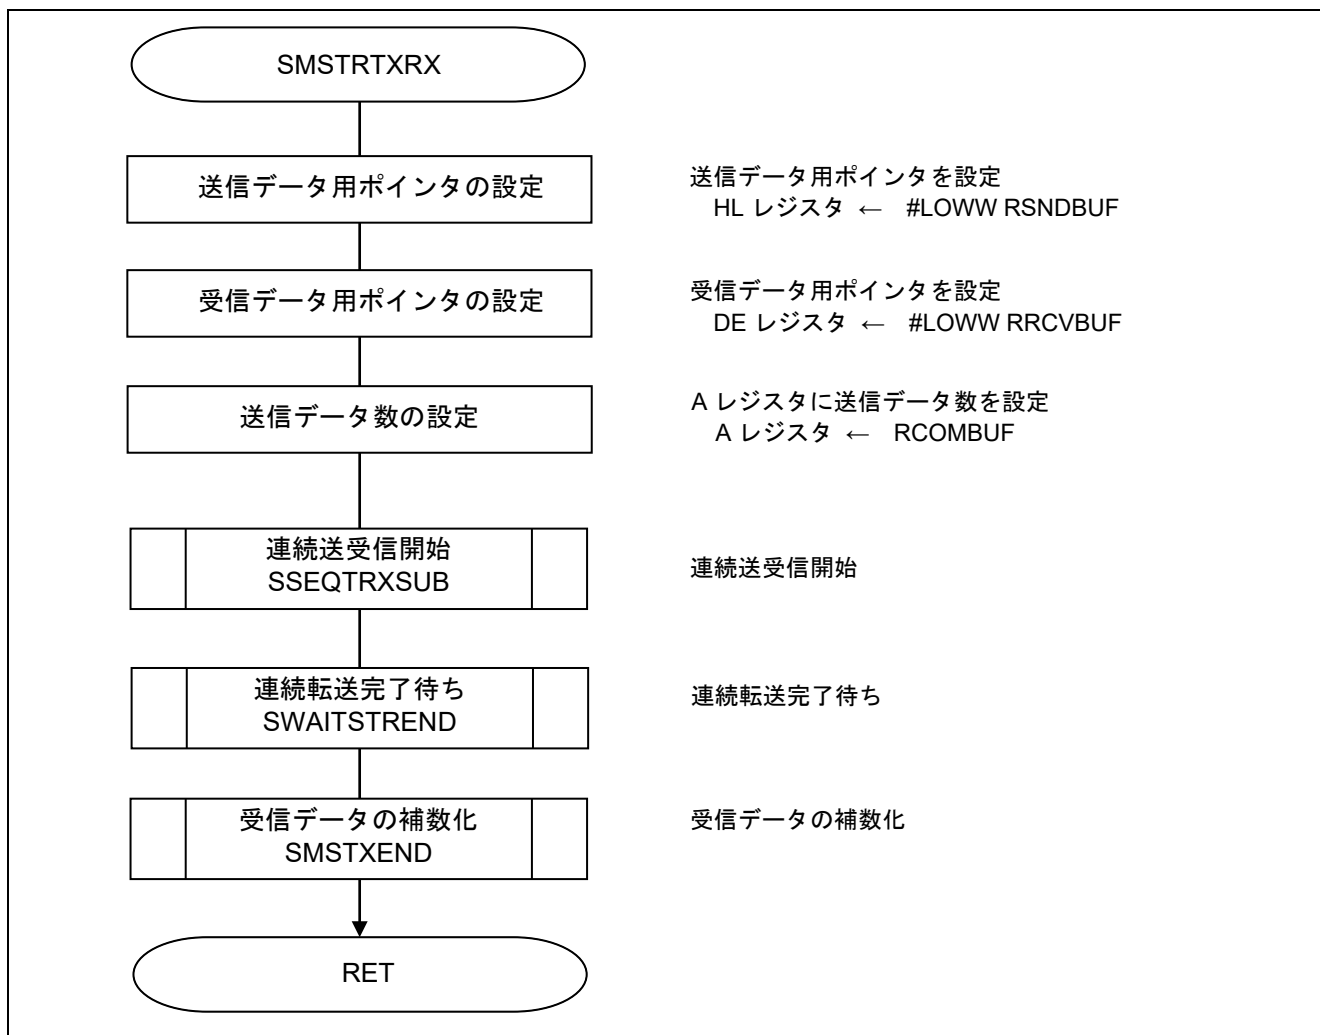 SMSTRTXRX
送信データ用ポインタの設定
送信データ用ポインタを設定
HL レジスタ ← #LOWW RSNDBUF
受信データ用ポインタの設定
受信データ用ポインタを設定
DE レジスタ ← #LOWW RRCVBUF
送信データ数の設定
A レジスタに送信データ数を設定
A レジスタ ← RCOMBUF
連続送受信開始
SSEQTRXSUB
連続送受信開始
連続転送完了待ち
SWAITSTREND
連続転送完了待ち
受信データの補数化
SMSTXEND
受信データの補数化
RET